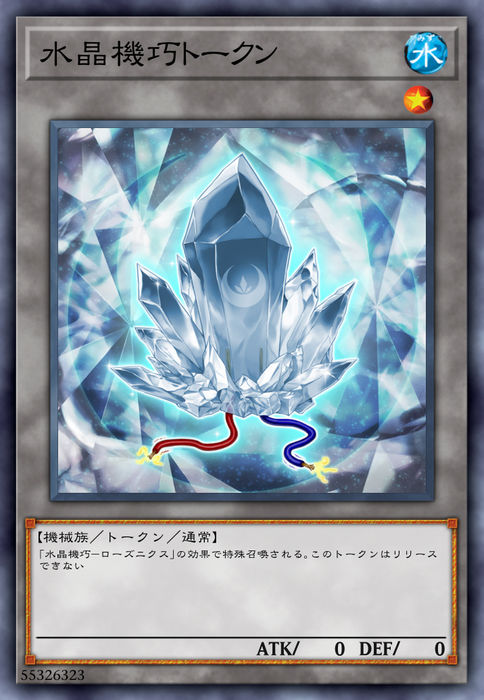 水晶機巧トークン
みず
水
【機械族／トークン／通常】
「水晶機巧－ローズニクス」の効果で特殊召喚される。このトークンはリリース
できない
ATK/ 0 DEF/ 0
55326323